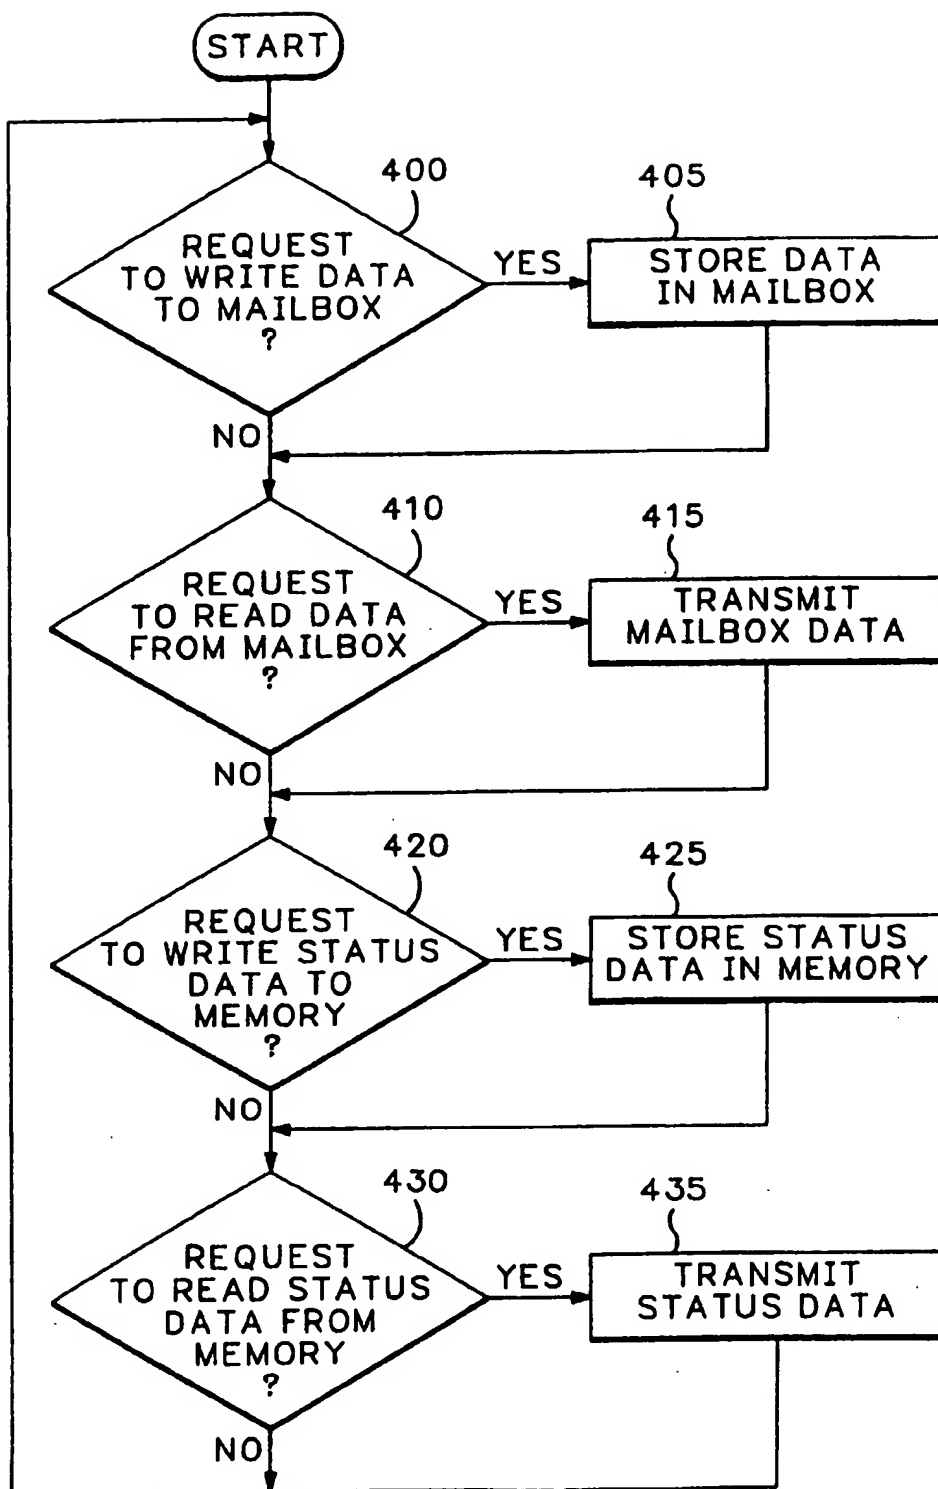 START
400
REQUEST
TO WRITE DATA
TO MAILBOX
?
YES
405
STORE DATA
IN MAILBOX
NO
410
REQUEST
TO READ DATA
FROM MAILBOX
?
YES
415
TRANSMIT
MAILBOX DATA
NO
420
REQUEST
TO WRITE STATUS
DATA TO
MEMORY
?
YES
425
STORE STATUS
DATA IN MEMORY
NO
430
REQUEST
TO READ STATUS
DATA FROM
MEMORY
?
YES
435
TRANSMIT
STATUS DATA
NO